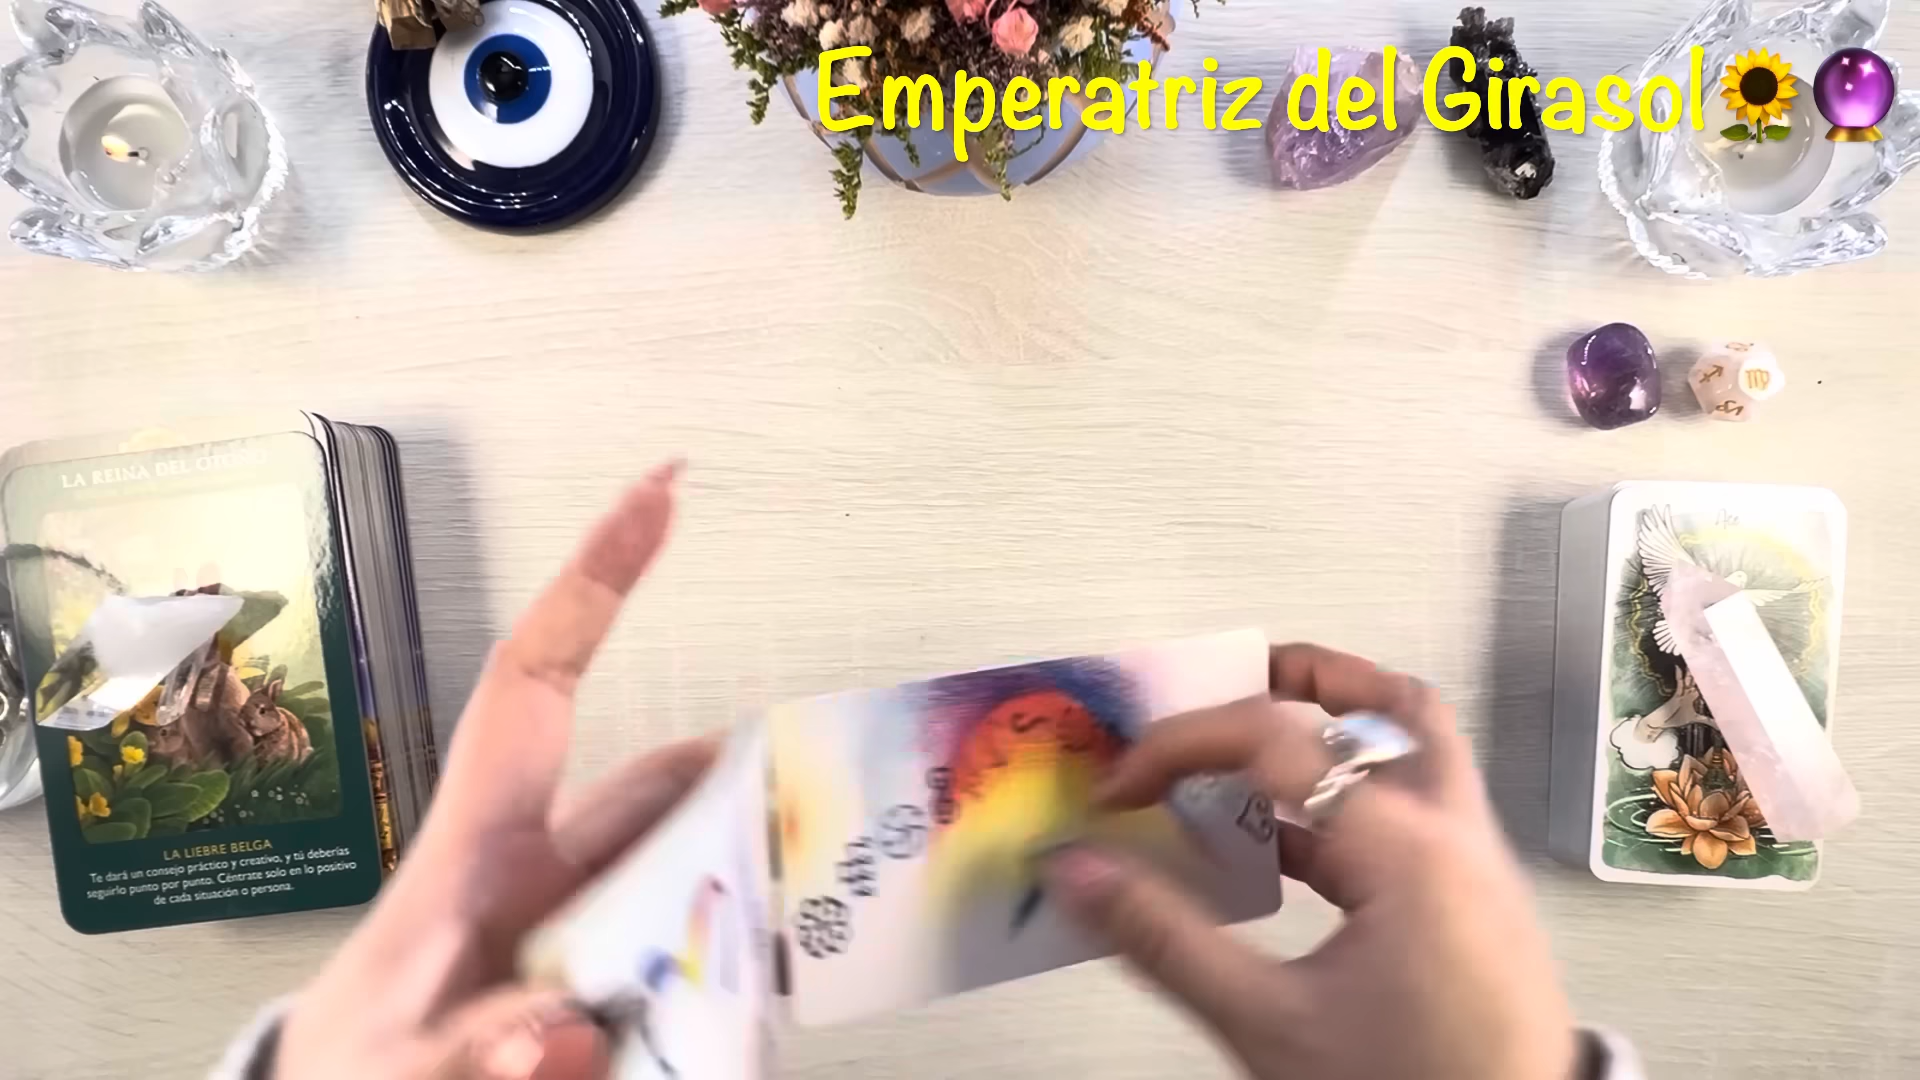 Emperatriz del Girasol🌻🔮
LA REINA DEL OTOÑO
Ace
LA LIEBRE BELGA
Te dará un consejo práctico y creativo, y tú deberías
seguirlo punto por punto. Céntrate solo en lo positivo
de cada situación o persona.